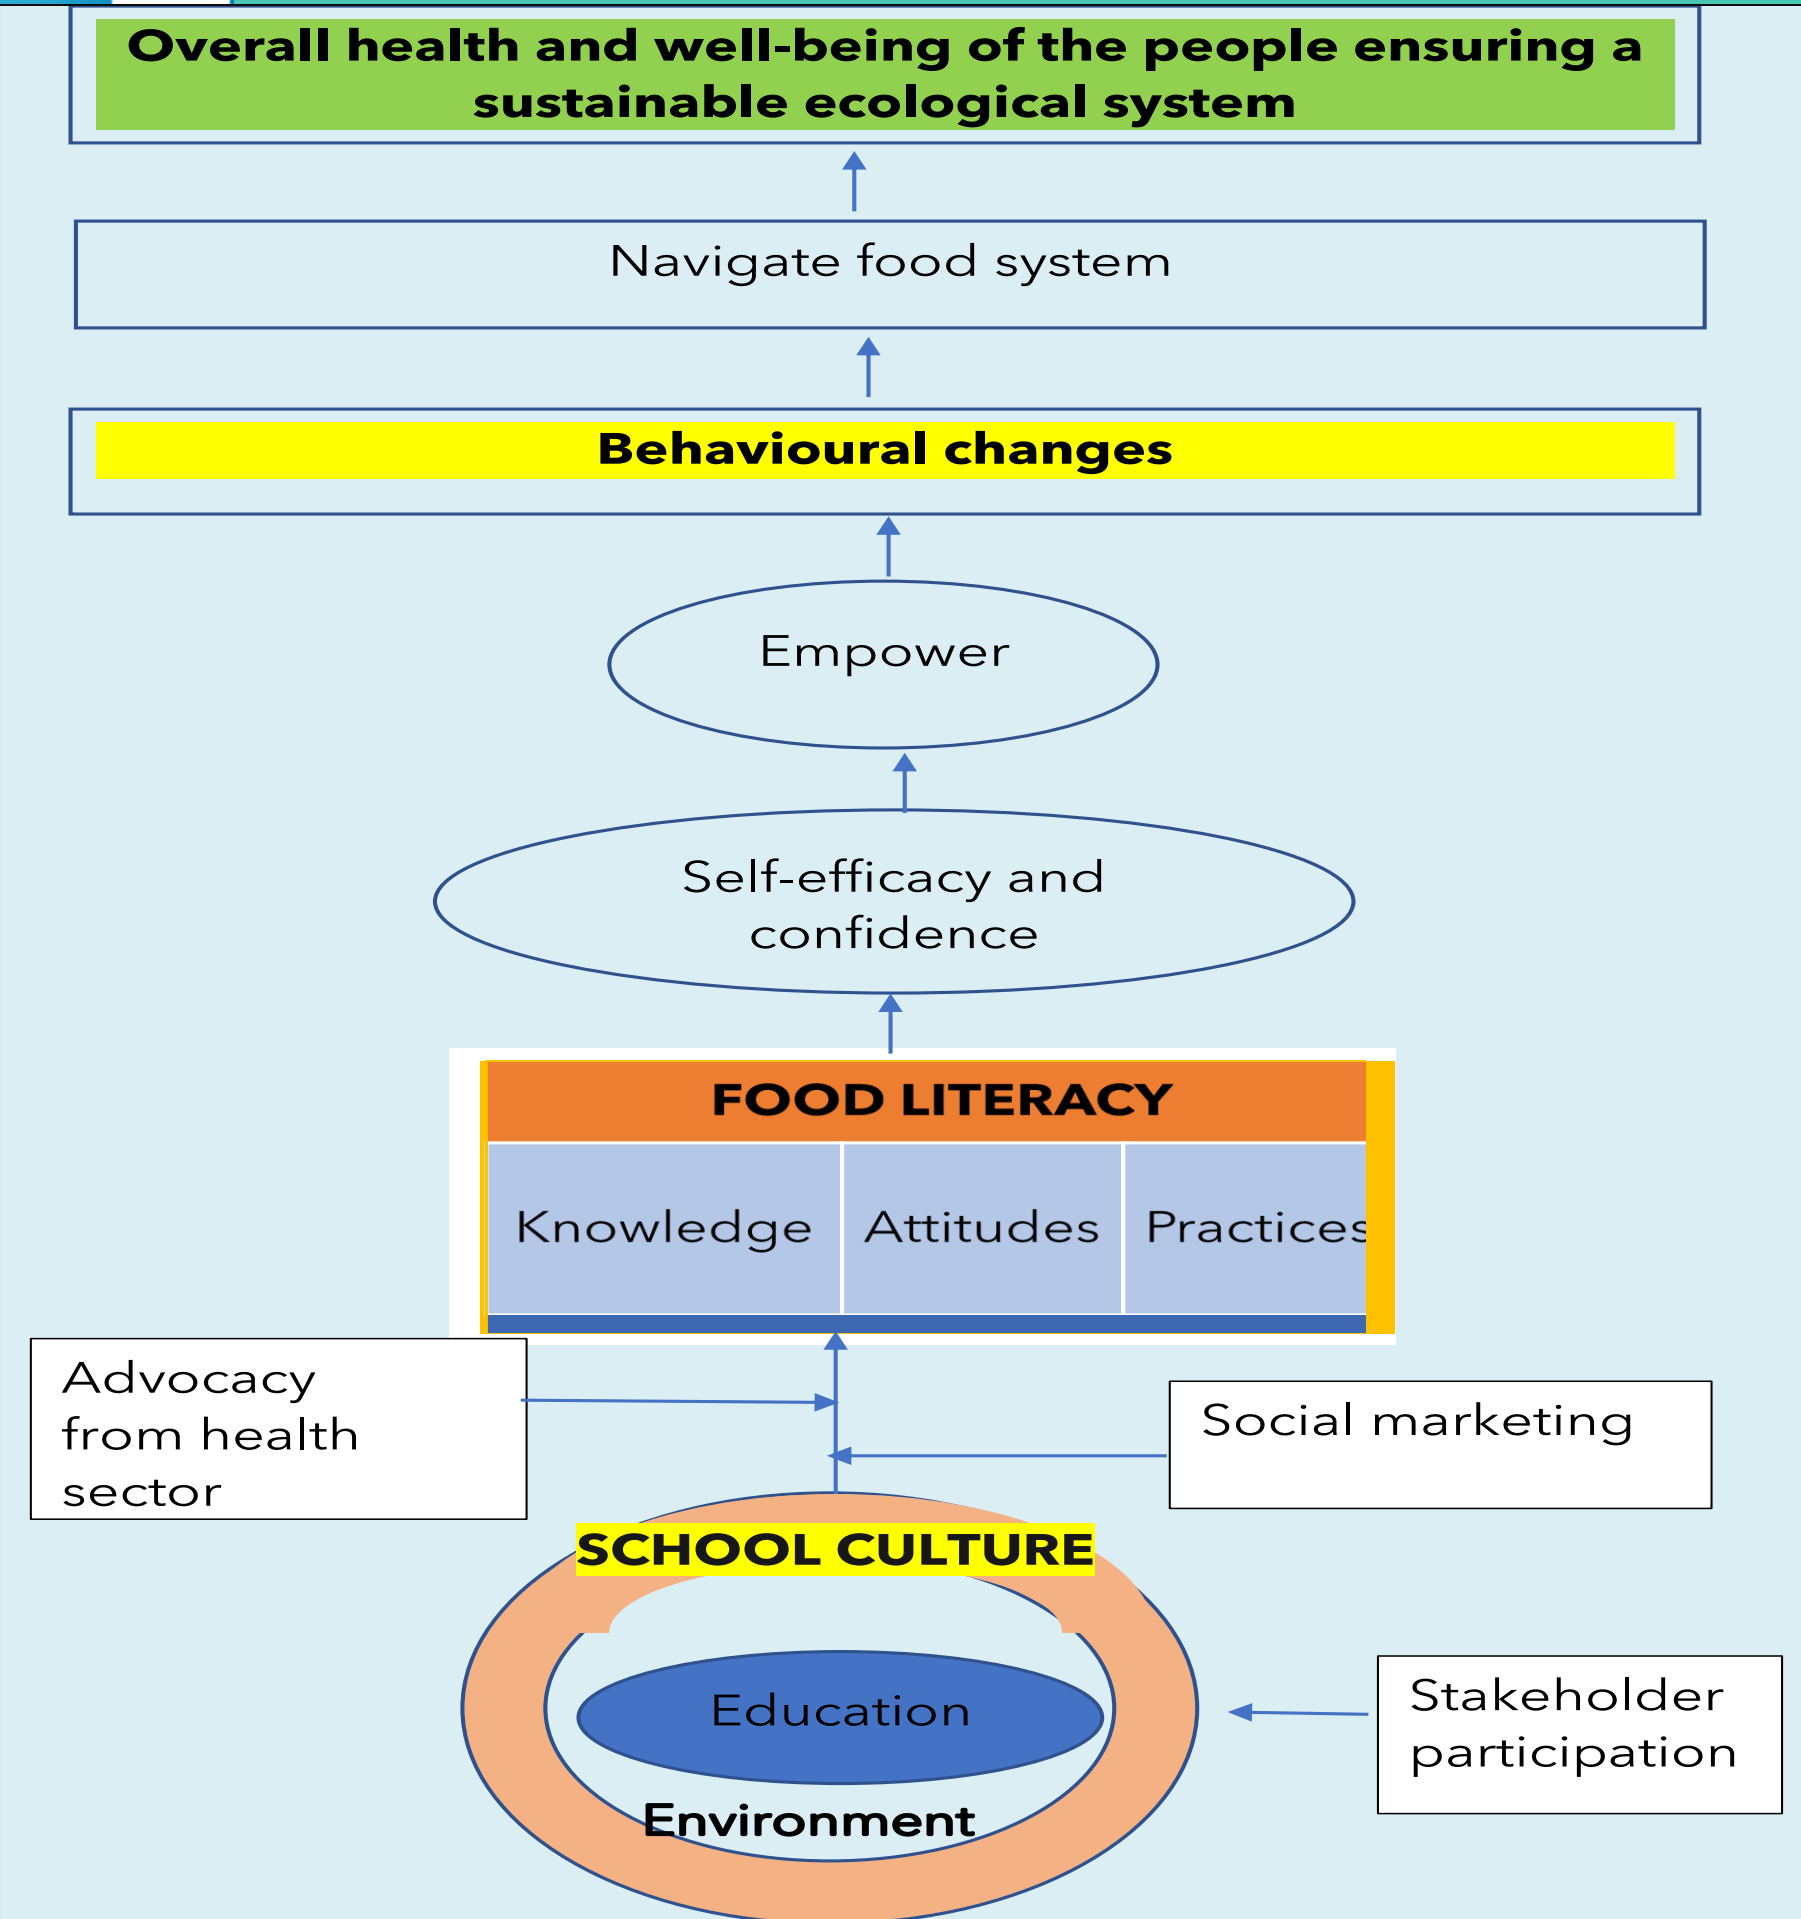 Overall health and well-being of the people ensuring a
sustainable ecological system
Navigate food system
Behavioural changes
Empower
Self-efficacy and
confidence
FOOD LITERACY
Knowledge Attitudes Practices
Advocacy
from health
sector
Social marketing
SCHOOL CULTURE
Education
Environment
Stakeholder
participation